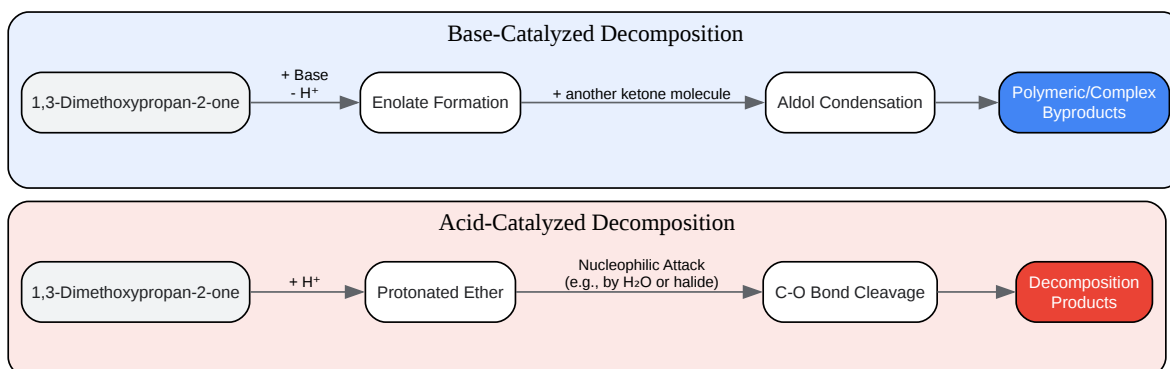 Base-Catalyzed Decomposition
1,3-Dimethoxypropan-2-one
+ Base
- H⁺
Enolate Formation
+ another ketone molecule
Aldol Condensation
Polymeric/Complex
Byproducts
Acid-Catalyzed Decomposition
1,3-Dimethoxypropan-2-one
+ H⁺
Protonated Ether
Nucleophilic Attack
(e.g., by H₂O or halide)
C-O Bond Cleavage
Decomposition
Products